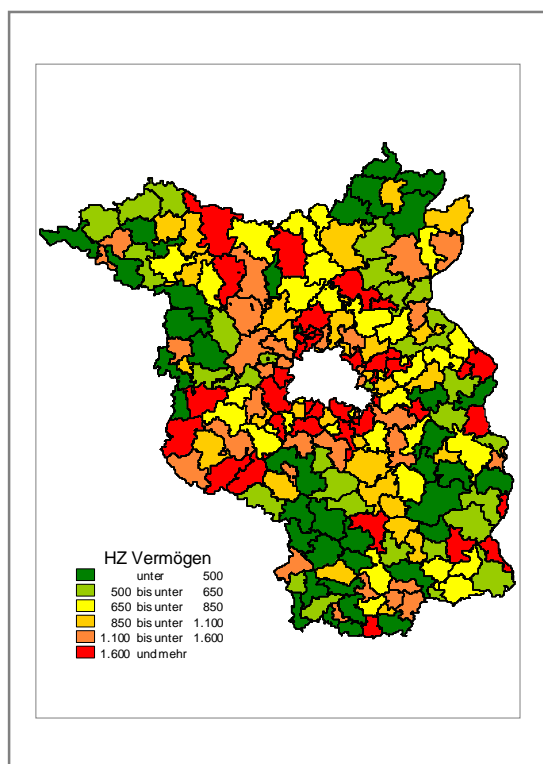 HZ Vermögen
unter 500
500 bis unter 650
650 bis unter 850
850 bis unter 1.100
1.100 bis unter 1.600
1.600 und mehr